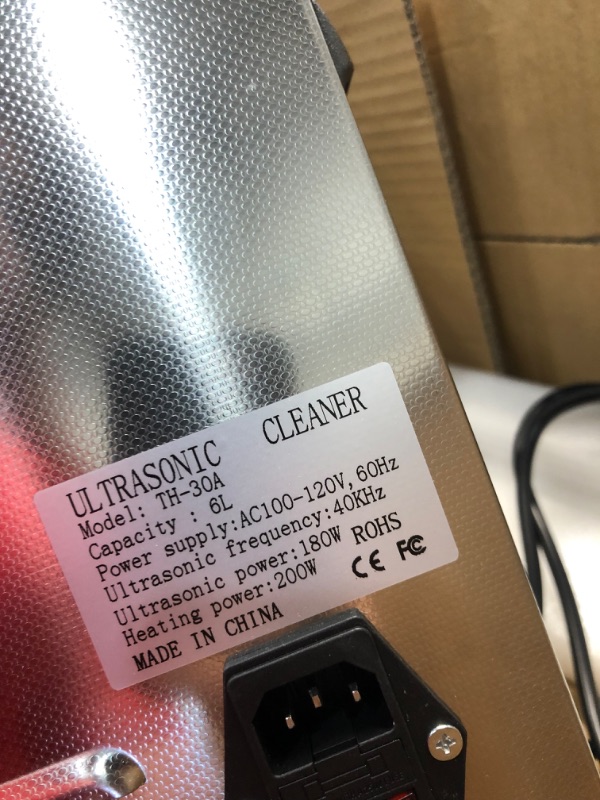 ULTRASONIC CLEANER
Model: TH-30A
Capacity : 6L
Power supply:AC100-120V, 60Hz
Ultrasonic frequency:40KHz
Ultrasonic power:180W ROHS
Heating power:200W CE FC
MADE IN CHINA